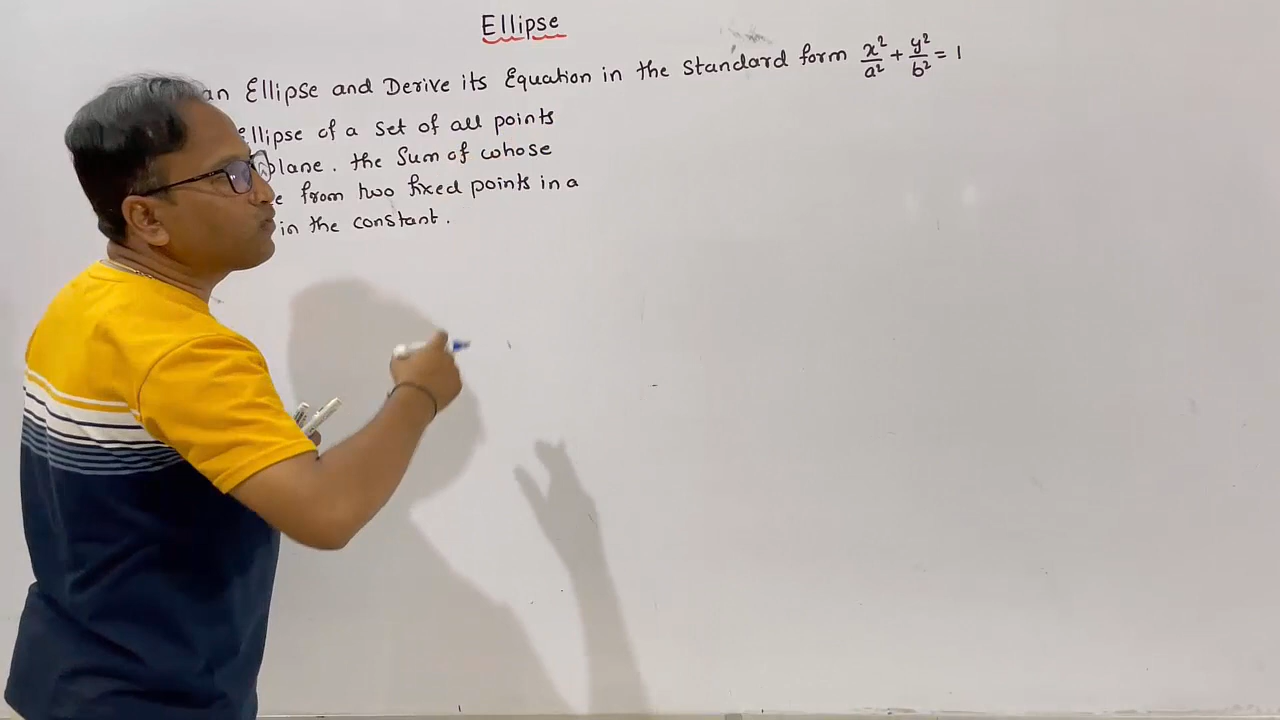 Ellipse
an Ellipse and Derive its Equation in the Standard form x²/a² + y²/b² = 1
Ellipse of a Set of all points
plane. the Sum of whose
from two fixed points in a
in the constant.